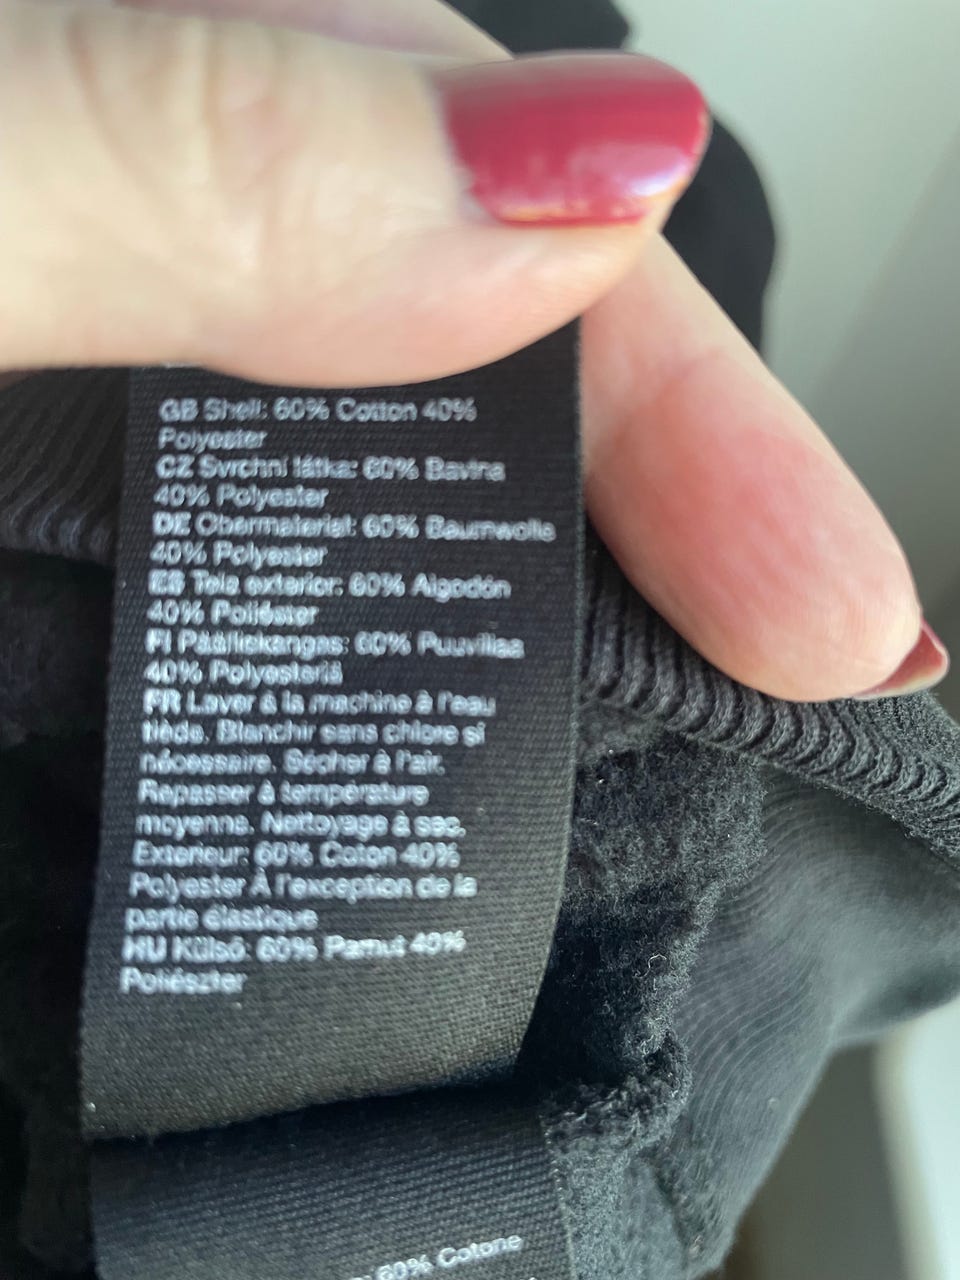 GB Shell: 60% Cotton 40%
Polyester
CZ Svrchní látka: 60% Bavlna
40% Polyester
DE Obermaterial: 60% Baumwolle
40% Polyester
ES Tela exterior: 60% Algodón
40% Poliéster
FI Päällickangas: 60% Puuvillaa
40% Polyesteriä
FR Laver à la machine à l'eau
tiède. Blanchir sans chlore si
nécessaire. Sécher à l'air.
Repasser à température
moyenne. Nettoyage à sec.
Exterieur: 60% Coton 40%
Polyester À l'exception de la
partie élastique
HU Külsó: 60% Pamut 40%
Poliészter
60% Cotone